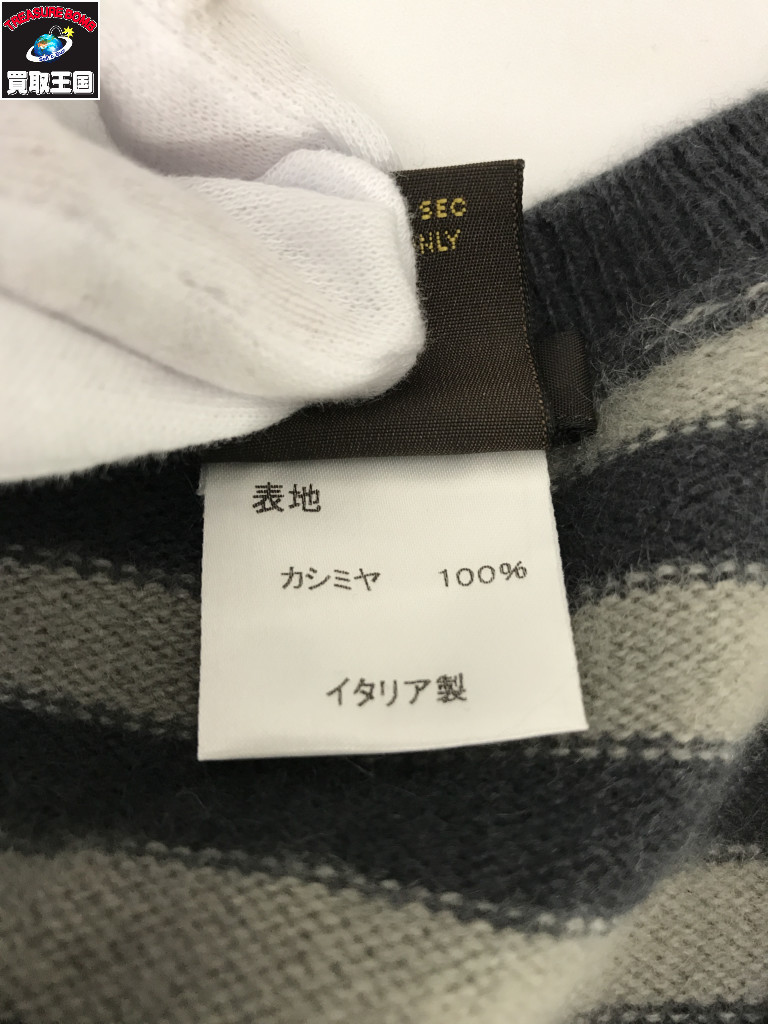 TREASURE BOMB
買取王国
-SEC
NLY
表地
カシミヤ 100%
イタリア製